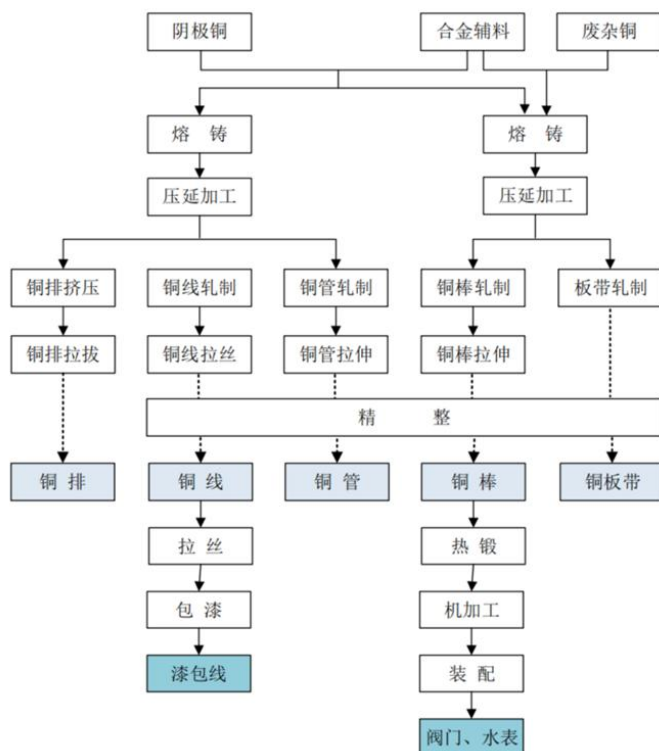 阴极铜
合金辅料
废杂铜
熔 铸
熔 铸
压延加工
压延加工
铜排挤压
铜线轧制
铜管轧制
铜棒轧制
板带轧制
铜排拉拔
铜线拉丝
铜管拉伸
铜棒拉伸
精 整
铜 排
铜 线
铜 管
铜 棒
铜板带
拉 丝
热 锻
包 漆
机加工
漆包线
装 配
阀门、水表